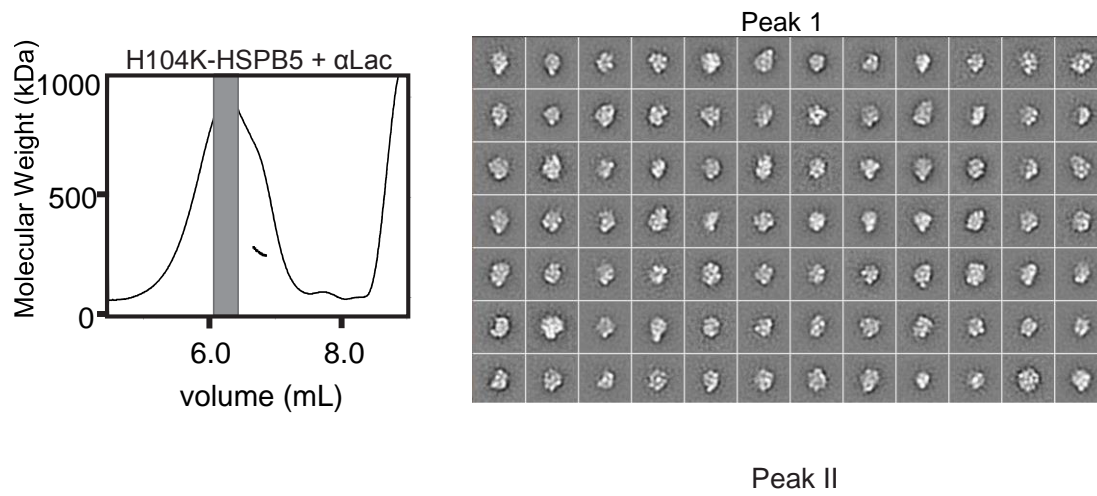 H104K-HSPB5 + αLac
Molecular Weight (kDa)
1000
500
0
6.0
8.0
volume (mL)
Peak 1
Peak II